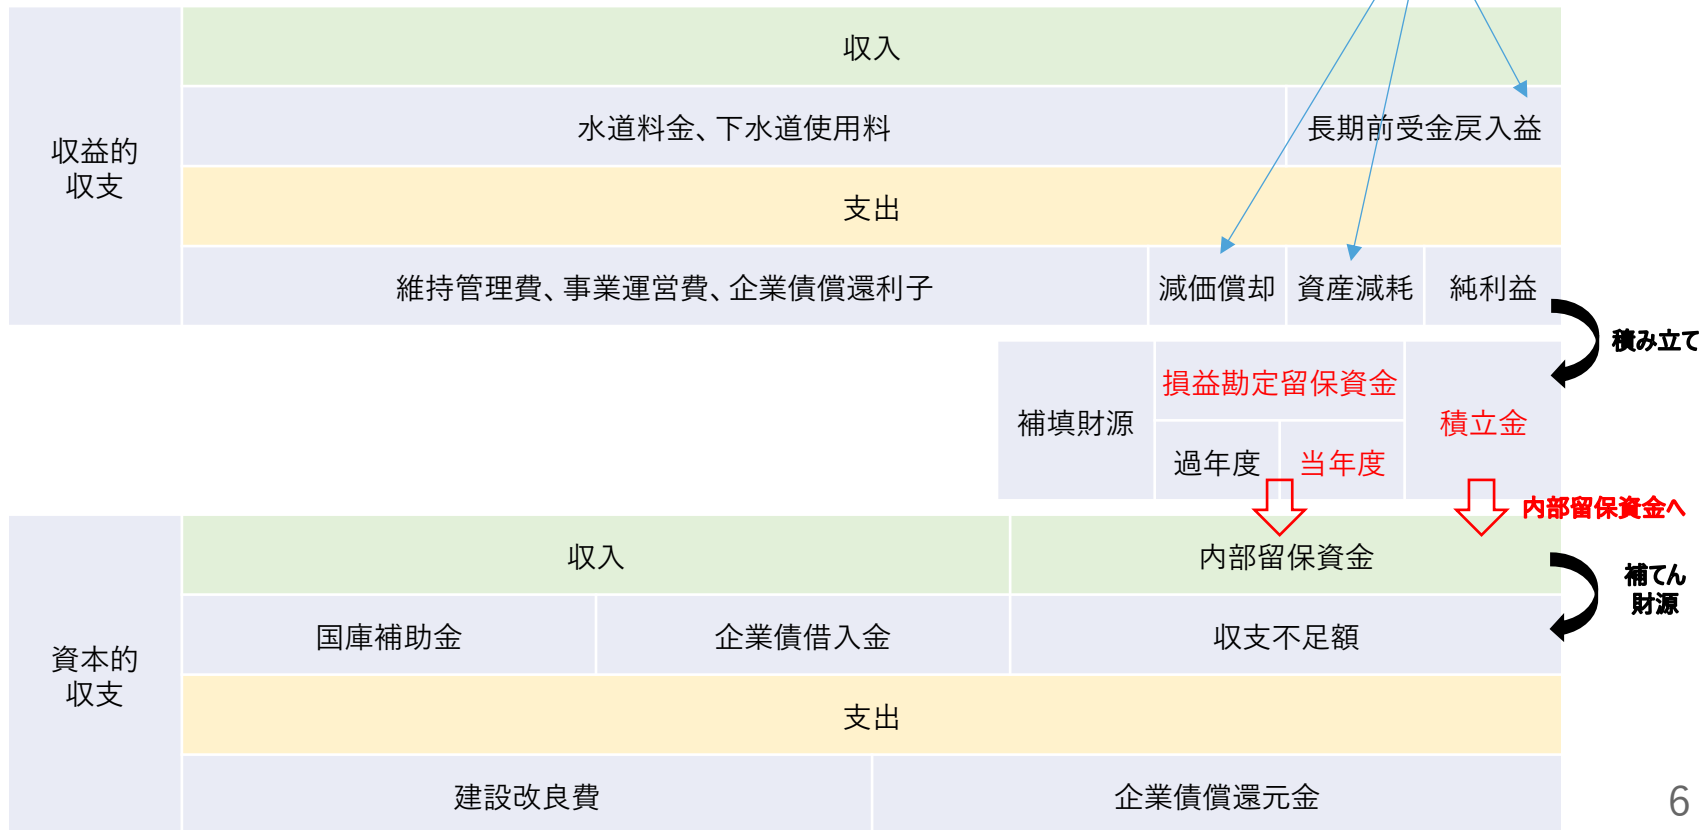 収入
水道料金、下水道使用料
長期前受金戻入益
収益的
収支
支出
維持管理費、事業運営費、企業債償還利子
減価償却
資産減耗
純利益
積み立て
補填財源
損益勘定留保資金
過年度
当年度
積立金
内部留保資金へ
収入
内部留保資金
補てん
財源
国庫補助金
企業債借入金
収支不足額
資本的
収支
支出
建設改良費
企業債償還元金
6